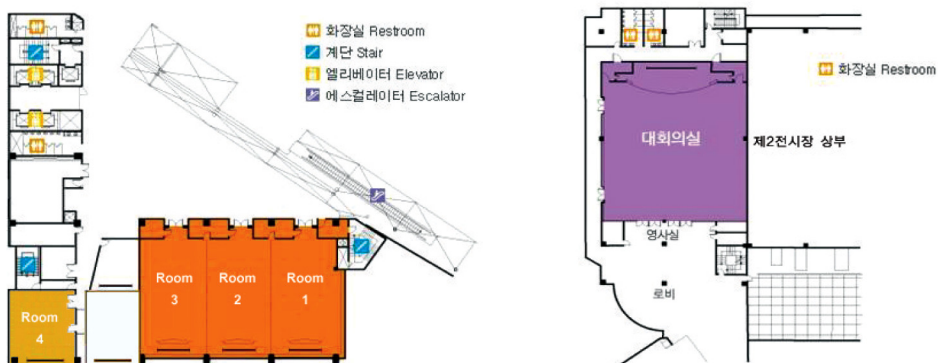 화장실 Restroom
계단 Stair
엘리베이터 Elevator
에스컬레이터 Escalator
Room
3
Room
2
Room
1
Room
4
화장실 Restroom
대회의실
제2전시장 상부
영사실
로비